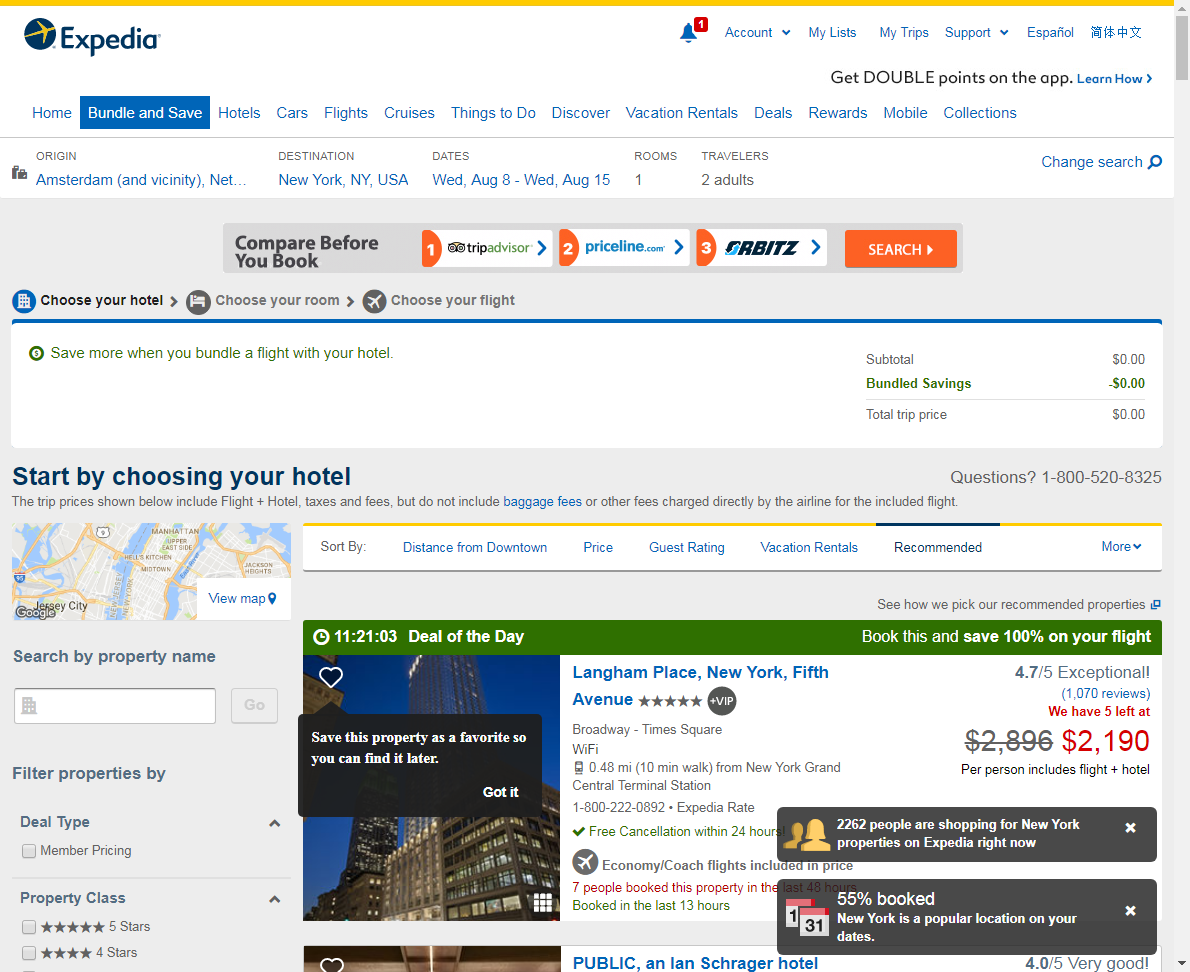 Expedia
1
Account
My Lists
My Trips
Support
Español
简体中文
Get DOUBLE points on the app. Learn How
Home
Bundle and Save
Hotels
Cars
Flights
Cruises
Things to Do
Discover
Vacation Rentals
Deals
Rewards
Mobile
Collections
ORIGIN
Amsterdam (and vicinity), Net...
DESTINATION
New York, NY, USA
DATES
Wed, Aug 8 - Wed, Aug 15
ROOMS
1
TRAVELERS
2 adults
Change search
Compare Before
You Book
1 tripadvisor
2 priceline.com
3 ORBITZ
SEARCH
Choose your hotel
Choose your room
Choose your flight
Save more when you bundle a flight with your hotel.
Subtotal $0.00
Bundled Savings -$0.00
Total trip price $0.00
Start by choosing your hotel
Questions? 1-800-520-8325
The trip prices shown below include Flight + Hotel, taxes and fees, but do not include baggage fees or other fees charged directly by the airline for the included flight.
9
MANHATTAN
UPPER
EAST SIDE
HELL'S KITCHEN
MIDTOWN
JACKSON
HEIGHTS
95
NEW JERSEY
NEW YORK
East River
Jersey City
Google
View map
Sort By:
Distance from Downtown
Price
Guest Rating
Vacation Rentals
Recommended
More
See how we pick our recommended properties
Search by property name
Go
Filter properties by
Deal Type
Member Pricing
Property Class
5 Stars
4 Stars
11:21:03 Deal of the Day
Book this and save 100% on your flight
Save this property as a favorite so
you can find it later.
Got it
Langham Place, New York, Fifth
Avenue ★★★★★ +VIP
Broadway - Times Square
WiFi
0.48 mi (10 min walk) from New York Grand
Central Terminal Station
1-800-222-0892 • Expedia Rate
Free Cancellation within 24 hours!
Economy/Coach flights included in price
7 people booked this property in the last 48 hours
Booked in the last 13 hours
4.7/5 Exceptional!
(1,070 reviews)
We have 5 left at
$2,896 $2,190
Per person includes flight + hotel
2262 people are shopping for New York
properties on Expedia right now
1
31
55% booked
New York is a popular location on your
dates.
PUBLIC, an Ian Schrager hotel
4.0/5 Very good!